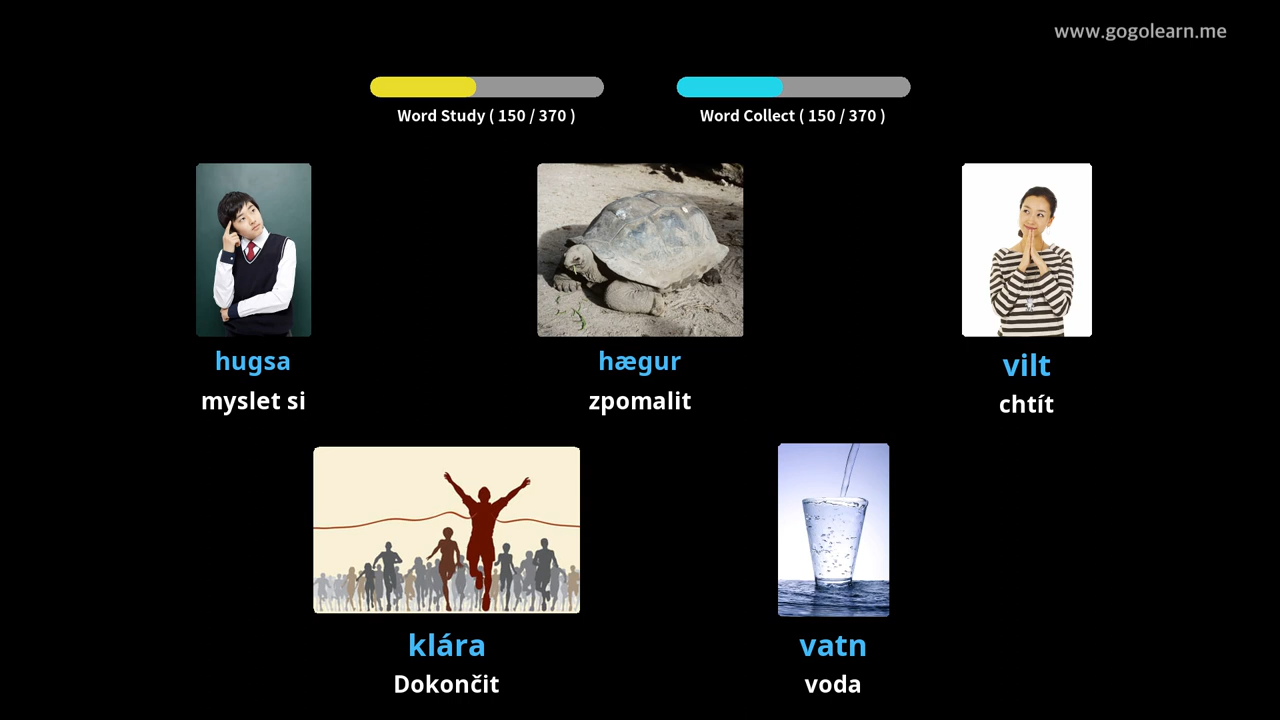 www.gogolearn.me
Word Study ( 150 / 370 )
Word Collect ( 150 / 370 )
hugsa
myslet si
hægur
zpomalit
vilt
chtít
klára
Dokončit
vatn
voda